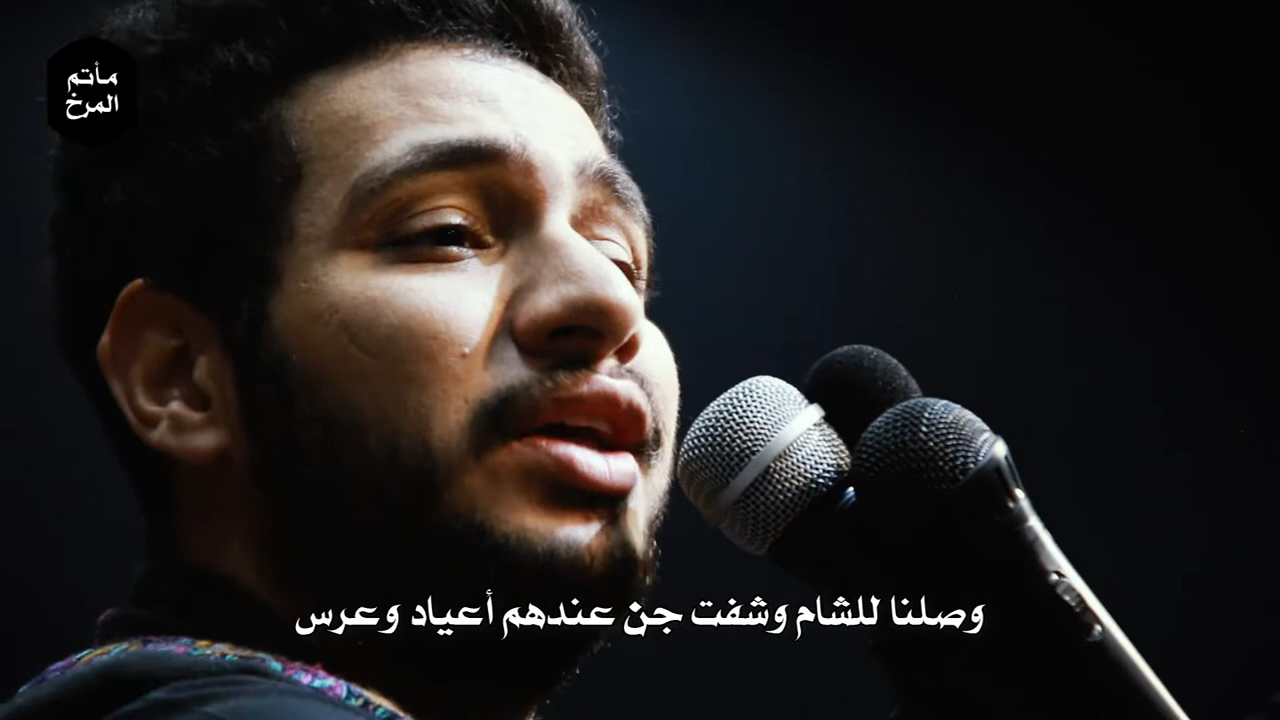 مأتم
المرخ
وصلنا للشام وشفت جن عندهم أعياد وعرس